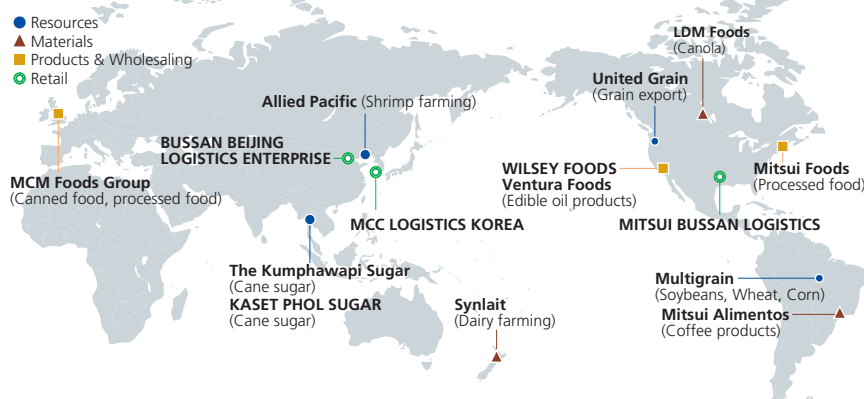 Resources
Materials
Products & Wholesaling
Retail
Allied Pacific (Shrimp farming)
BUSSAN BEIJING
LOGISTICS ENTERPRISE
MCM Foods Group
(Canned food, processed food)
MCC LOGISTICS KOREA
The Kumphawapi Sugar
(Cane sugar)
KASET PHOL SUGAR
(Cane sugar)
Synlait
(Dairy farming)
LDM Foods
(Canola)
United Grain
(Grain export)
WILSEY FOODS
Ventura Foods
(Edible oil products)
Mitsui Foods
(Processed food)
MITSUI BUSSAN LOGISTICS
Multigrain
(Soybeans, Wheat, Corn)
Mitsui Alimentos
(Coffee products)